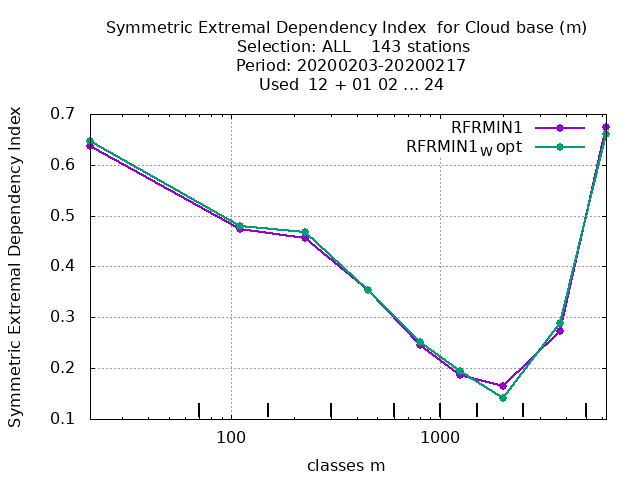 Symmetric Extremal Dependency Index  for Cloud base (m)
Selection: ALL    143 stations
Period: 20200203-20200217
Used  12 + 01 02 ... 24
RFRMIN1
RFRMIN1W opt
Symmetric Extremal Dependency Index
0.7
0.6
0.5
0.4
0.3
0.2
0.1
100 1000
classes m